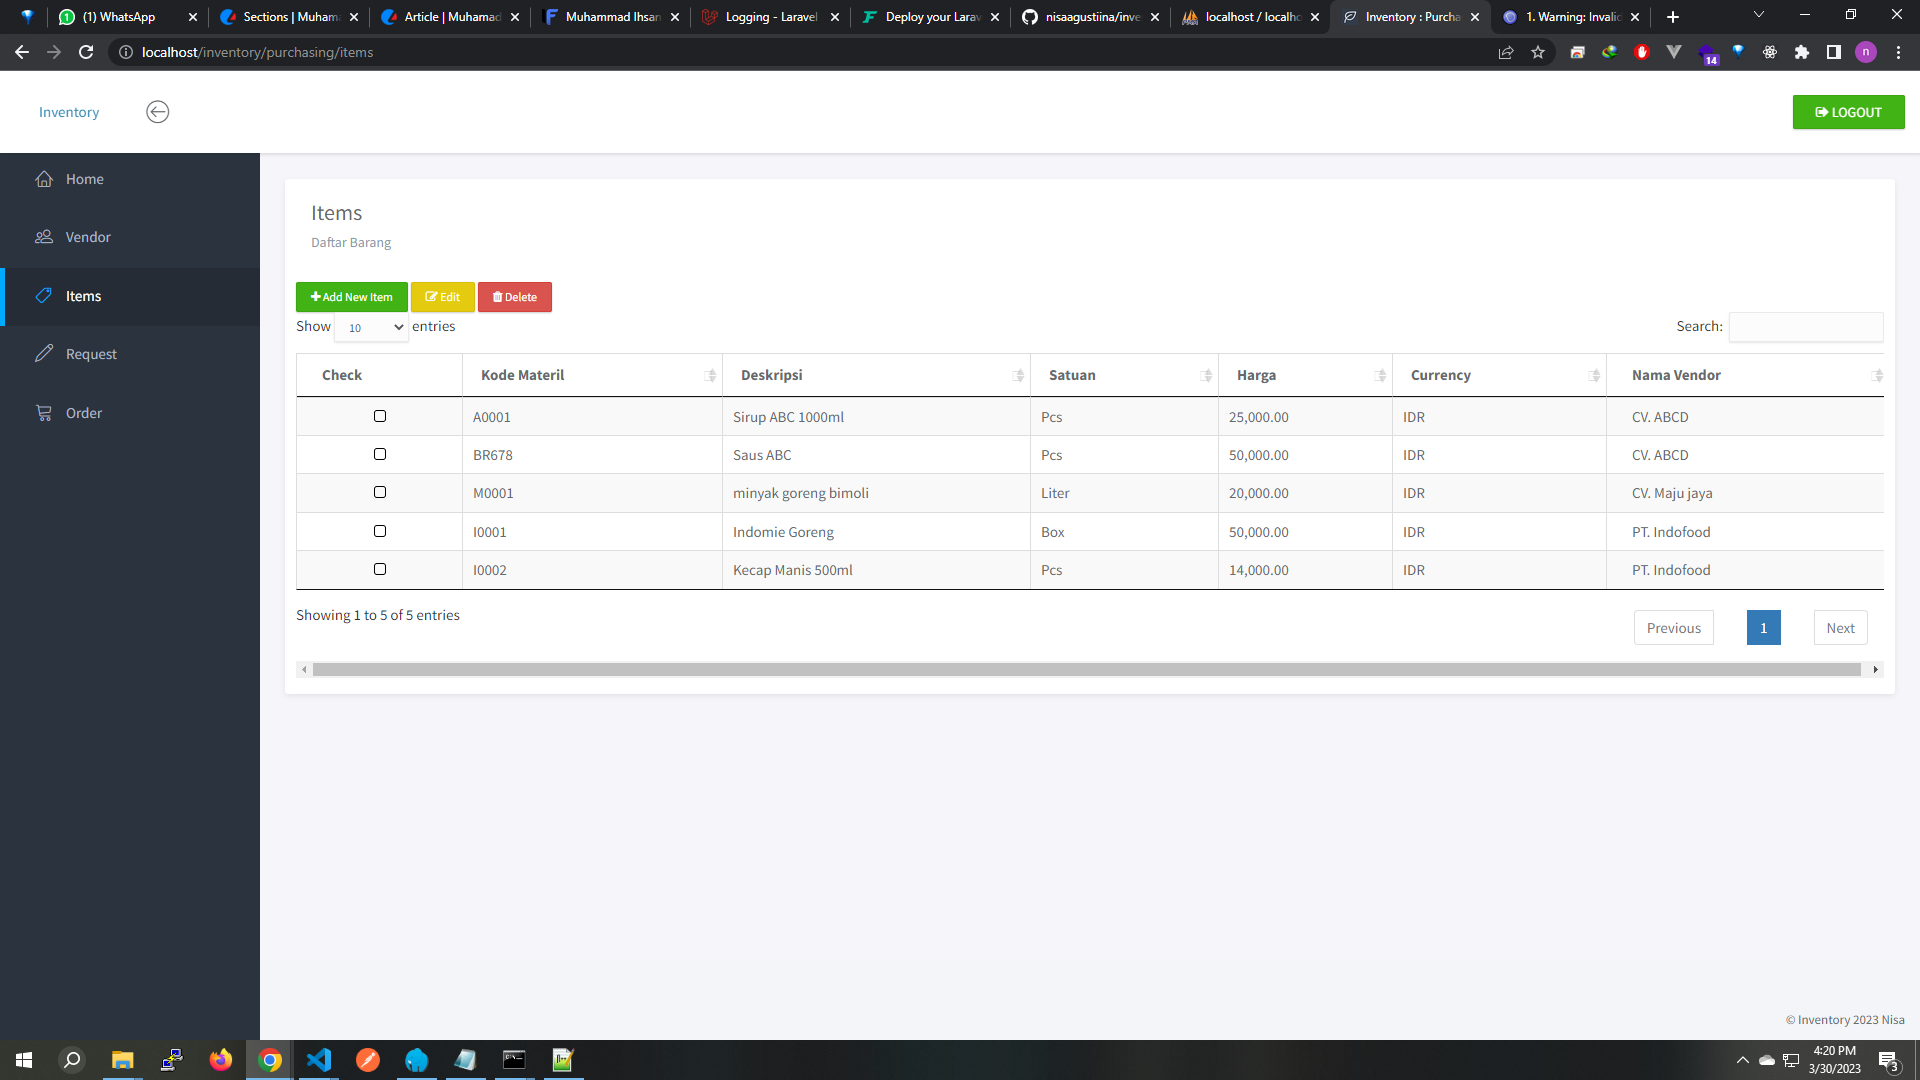 (1) WhatsApp
Sections | Muhama
Article | Muhamad
Muhammad Ihsan
Logging - Laravel
Deploy your Larav
nisaagustiina/inve
localhost / localho
Inventory : Purcha
1. Warning: Invalid
localhost/inventory/purchasing/items
14
n
Inventory
LOGOUT
Home
Vendor
Items
Request
Order
Items
Daftar Barang
Add New Item Edit Delete
Show 10 entries
Search:
Check Kode Materil Deskripsi Satuan Harga Currency Nama Vendor
A0001 Sirup ABC 1000ml Pcs 25,000.00 IDR CV. ABCD
BR678 Saus ABC Pcs 50,000.00 IDR CV. ABCD
M0001 minyak goreng bimoli Liter 20,000.00 IDR CV. Maju jaya
I0001 Indomie Goreng Box 50,000.00 IDR PT. Indofood
I0002 Kecap Manis 500ml Pcs 14,000.00 IDR PT. Indofood
Showing 1 to 5 of 5 entries
Previous 1 Next
© Inventory 2023 Nisa
4:20 PM
3/30/2023
3